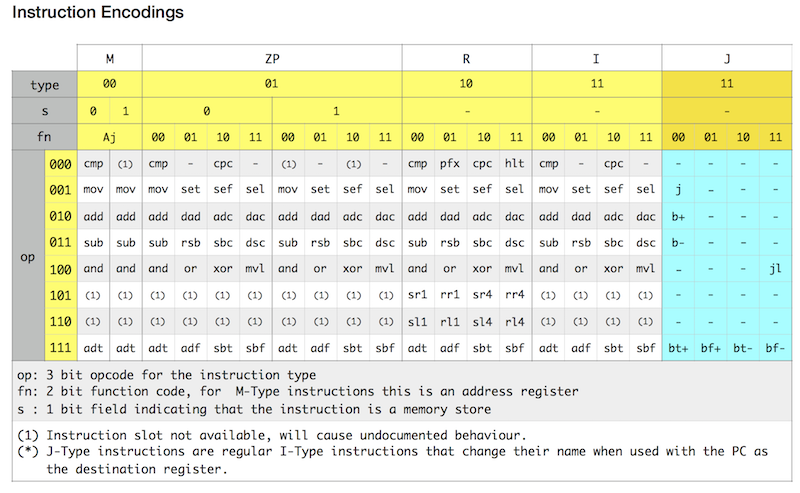 Instruction Encodings
M ZP R I J
type 00 01 10 11 11
s 0 1 0 1 - - -
fn Aj 00 01 10 11 00 01 10 11 00 01 10 11 00 01 10 11 00 01 10 11
000 cmp (1) cmp - cpc - (1) - (1) - cmp pfx cpc hlt cmp - cpc - - - - -
001 mov mov mov set sef sel mov set sef sel mov set sef sel mov set sef sel j - - -
010 add add add dad adc dac add dad adc dac add dad adc dac add dad adc dac b+ - - -
011 sub sub sub rsb sbc dsc sub rsb sbc dsc sub rsb sbc dsc sub rsb sbc dsc b- - - -
op 100 and and and or xor mvl and or xor mvl and or xor mvl and or xor mvl - - - jl
101 (1) (1) (1) (1) (1) (1) (1) (1) (1) (1) sr1 rr1 sr4 rr4 (1) (1) (1) (1) - - - -
110 (1) (1) (1) (1) (1) (1) (1) (1) (1) (1) sl1 rl1 sl4 rl4 (1) (1) (1) (1) - - - -
111 adt adt adt adf sbt sbf adt adf sbt sbf adt adf sbt sbf adt adf sbt sbf bt+ bf+ bt- bf-
op: 3 bit opcode for the instruction type
fn: 2 bit function code, for M-Type instructions this is an address register
s : 1 bit field indicating that the instruction is a memory store
(1) Instruction slot not available, will cause undocumented behaviour.
(*) J-Type instructions are regular I-Type instructions that change their name when used with the PC as
the destination register.